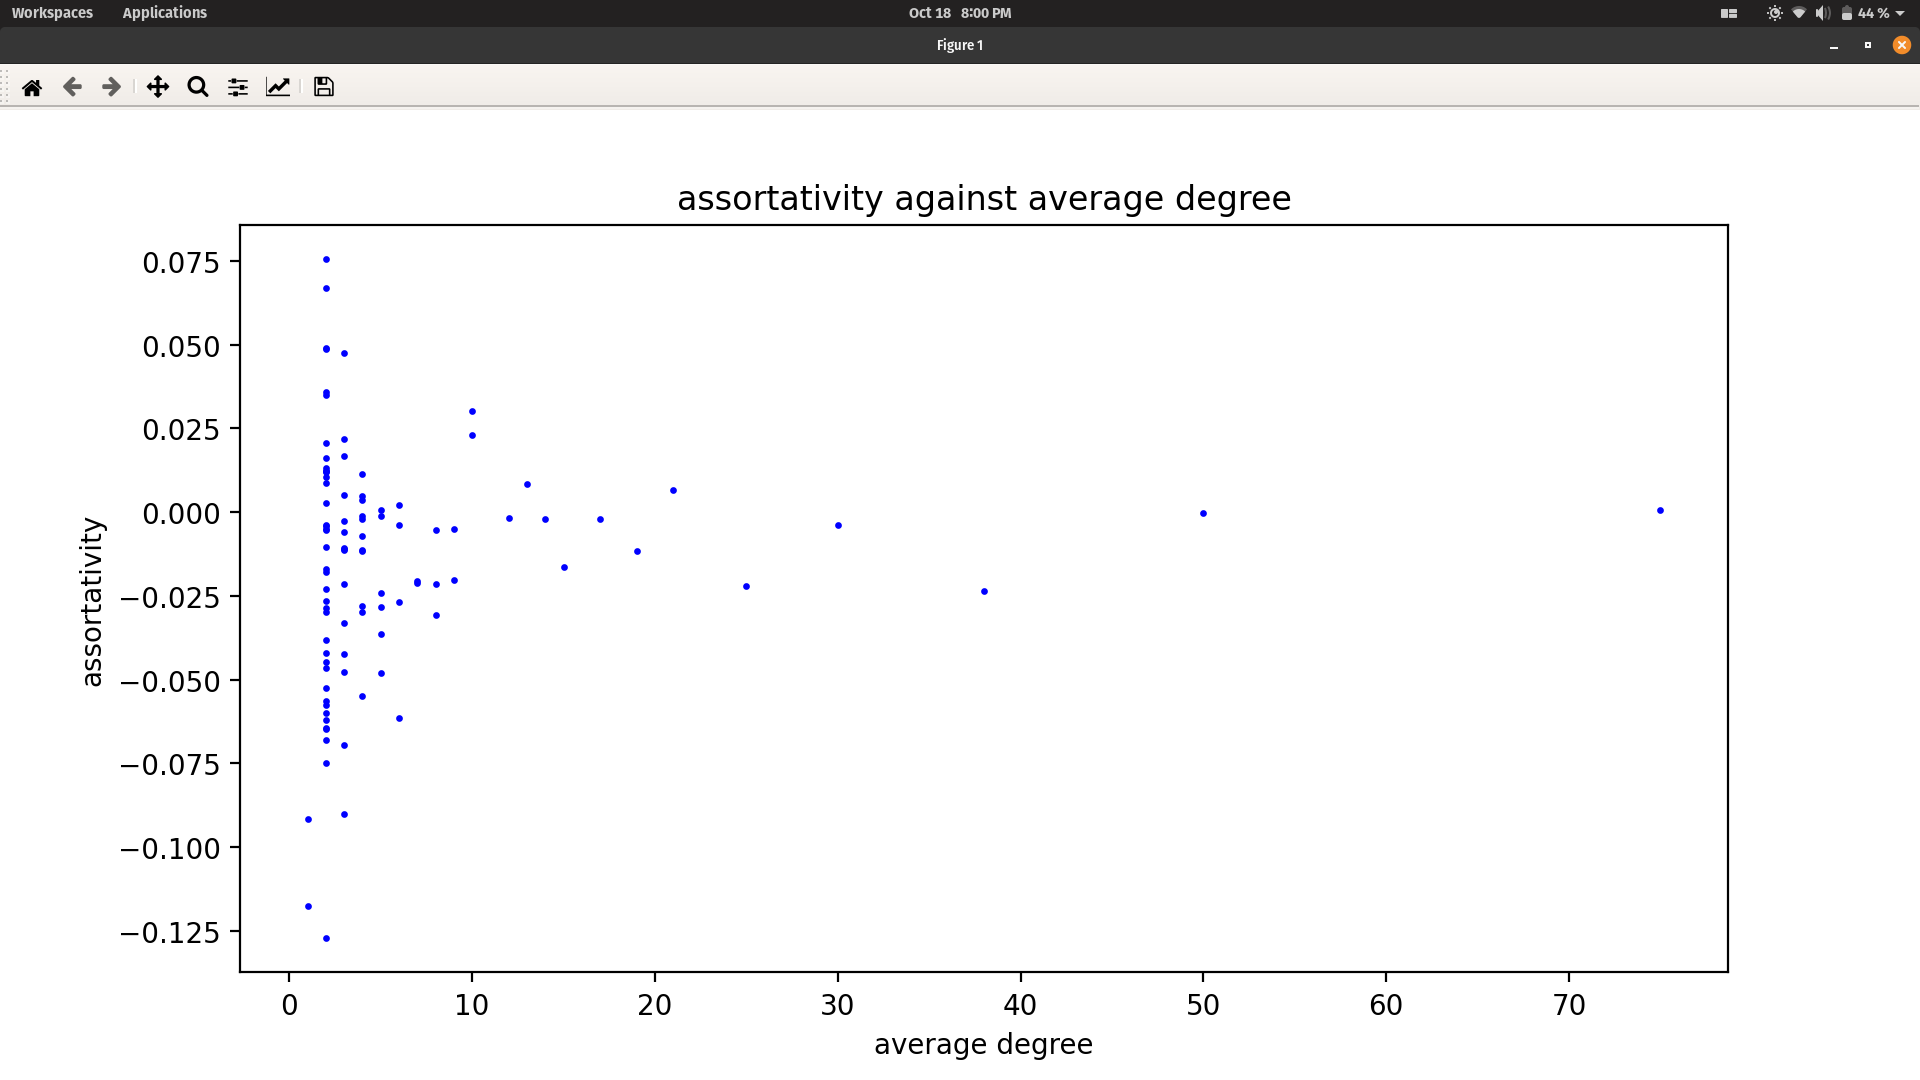 Workspaces Applications Oct 18 8:00 PM 44 %
Figure 1
assortativity against average degree
0.075
0.050
0.025
0.000
−0.025
−0.050
−0.075
−0.100
−0.125
assortativity
0 10 20 30 40 50 60 70
average degree